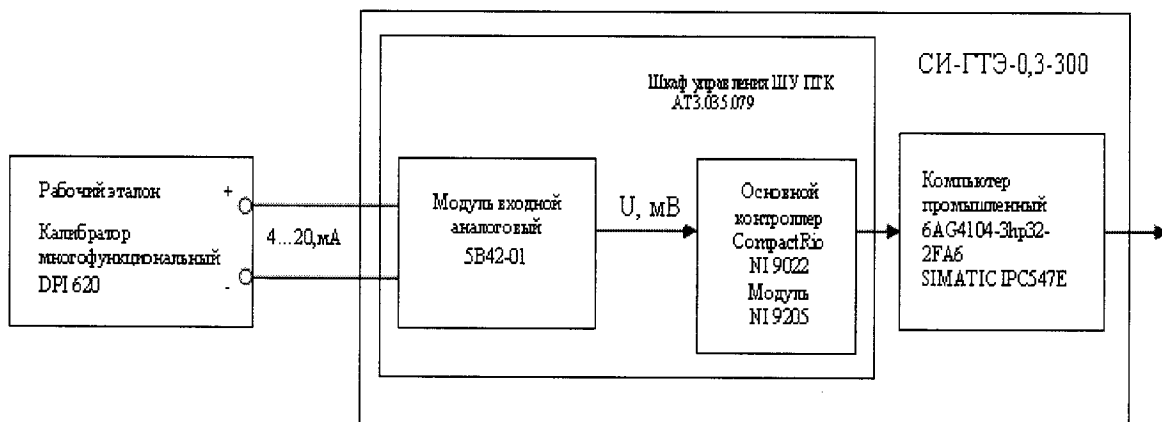 СИ-ГТЭ-0,3-300
Шкаф управления ШУ ПТК
АТ3.035.079
Рабочий эталон
+
Калибратор
многофункциональный
DPI 620
-
4...20,мА
Модуль входной
аналоговый
5В42-01
U, мВ
Основной
контроллер
CompactRio
NI 9022
Модуль
NI 9205
Компьютер
промышленный
6AG4104-3hp32-
2FA6
SIMATIC IPC547E